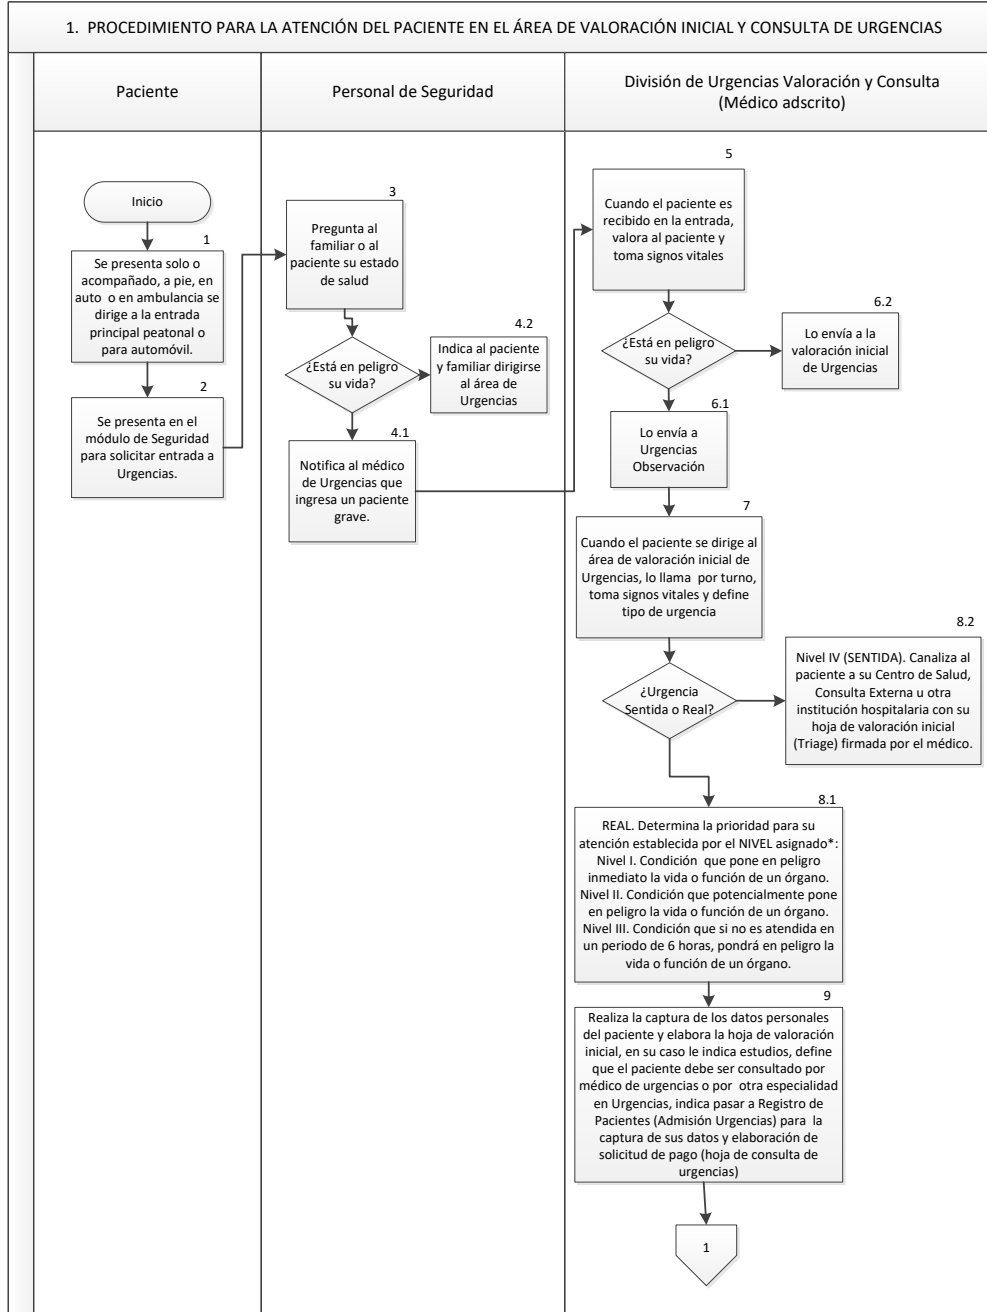 1. PROCEDIMIENTO PARA LA ATENCIÓN DEL PACIENTE EN EL ÁREA DE VALORACIÓN INICIAL Y CONSULTA DE URGENCIAS
Paciente
Personal de Seguridad
División de Urgencias Valoración y Consulta
(Médico adscrito)
Inicio
1
Se presenta solo o
acompañado, a pie, en
auto o en ambulancia se
dirige a la entrada
principal peatonal o
para automóvil.
2
Se presenta en el
módulo de Seguridad
para solicitar entrada a
Urgencias.
3
Pregunta al
familiar o al
paciente su estado
de salud
¿Está en peligro
su vida?
4.2
Indica al paciente
y familiar dirigirse
al área de
Urgencias
4.1
Notifica al médico
de Urgencias que
ingresa un paciente
grave.
5
Cuando el paciente es
recibido en la entrada,
valora al paciente y
toma signos vitales
¿Está en peligro
su vida?
6.2
Lo envía a la
valoración inicial
de Urgencias
6.1
Lo envía a
Urgencias
Observación
7
Cuando el paciente se dirige al
área de valoración inicial de
Urgencias, lo llama por turno,
toma signos vitales y define
tipo de urgencia
¿Urgencia
Sentida o Real?
8.2
Nivel IV (SENTIDA). Canaliza al
paciente a su Centro de Salud,
Consulta Externa u otra
institución hospitalaria con su
hoja de valoración inicial
(Triage) firmada por el médico.
8.1
REAL. Determina la prioridad para su
atención establecida por el NIVEL asignado*:
Nivel I. Condición que pone en peligro
inmediato la vida o función de un órgano.
Nivel II. Condición que potencialmente pone
en peligro la vida o función de un órgano.
Nivel III. Condición que si no es atendida en
un periodo de 6 horas, pondrá en peligro la
vida o función de un órgano.
9
Realiza la captura de los datos personales
del paciente y elabora la hoja de valoración
inicial, en su caso le indica estudios, define
que el paciente debe ser consultado por
médico de urgencias o por otra especialidad
en Urgencias, indica pasar a Registro de
Pacientes (Admisión Urgencias) para la
captura de sus datos y elaboración de
solicitud de pago (hoja de consulta de
urgencias)
1